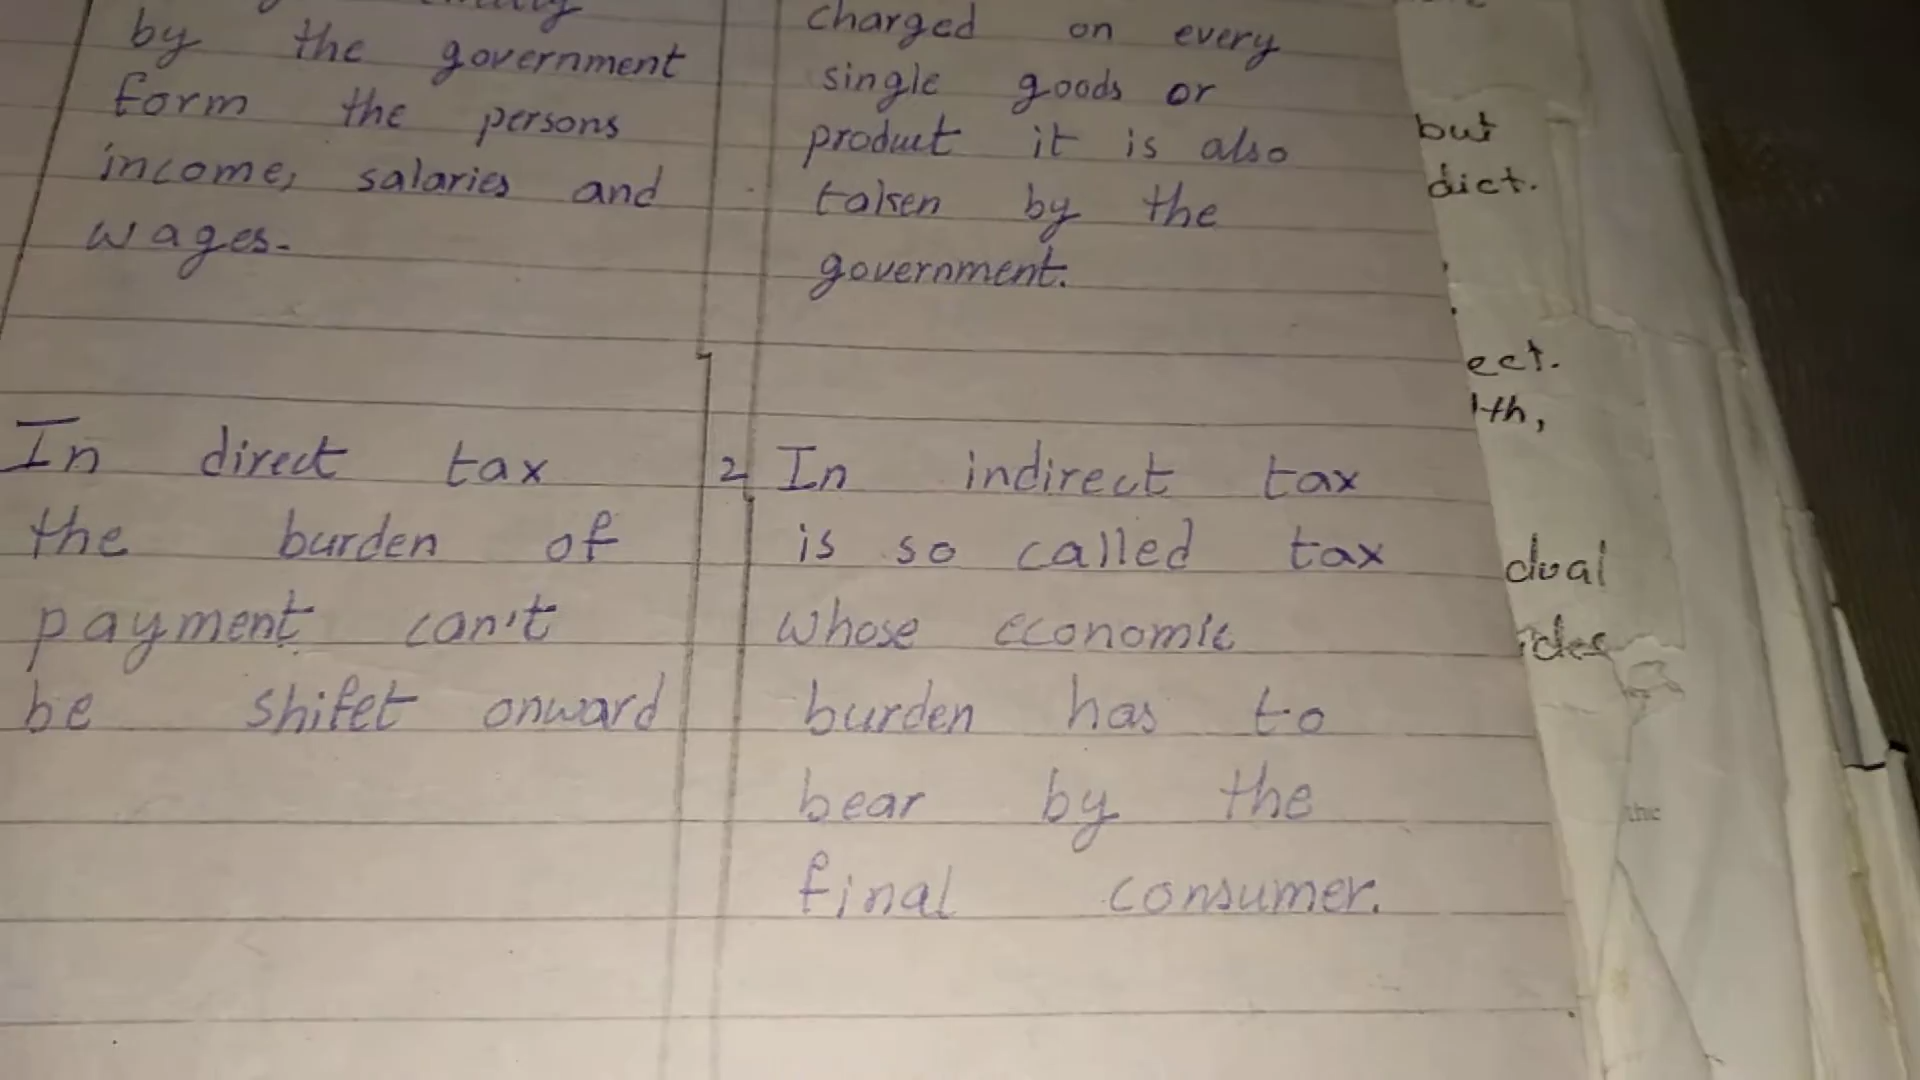 by the government
form the persons
income, salaries and
wages.
In direct tax
the burden of
payment can't
be shifet onward
charged on every
single goods or
product it is also
taken by the
government.
2 In indirect tax
is so called tax
whose economic
burden has to
bear by the
final consumer.
but
dict.
ect.
lth,
dual
ides